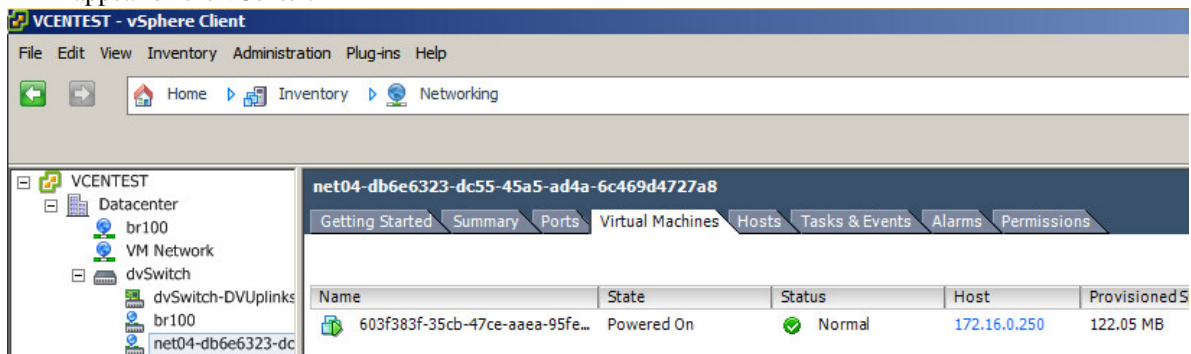 VCENTEST - vSphere Client
File Edit View Inventory Administration Plug-ins Help
Home Inventory Networking
VCENTEST
Datacenter
br100
VM Network
dvSwitch
dvSwitch-DVUplinks
br100
net04-db6e6323-dc
net04-db6e6323-dc55-45a5-ad4a-6c469d4727a8
Getting Started Summary Ports Virtual Machines Hosts Tasks & Events Alarms Permissions
Name State Status Host Provisioned S
603f383f-35cb-47ce-aaea-95fe... Powered On Normal 172.16.0.250 122.05 MB